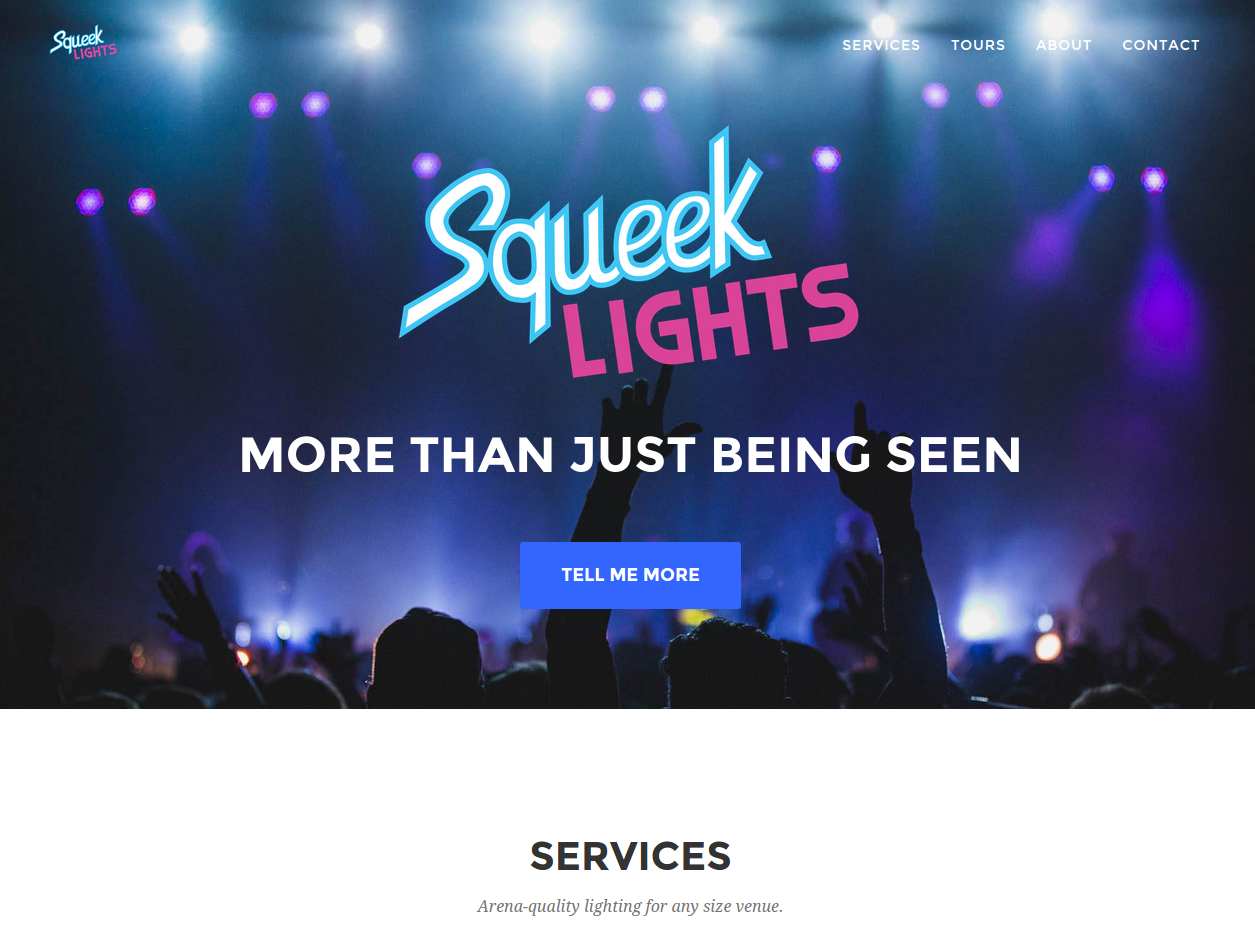 Squeek
LIGHTS
SERVICES TOURS ABOUT CONTACT
Squeek
LIGHTS
MORE THAN JUST BEING SEEN
TELL ME MORE
SERVICES
Arena-quality lighting for any size venue.